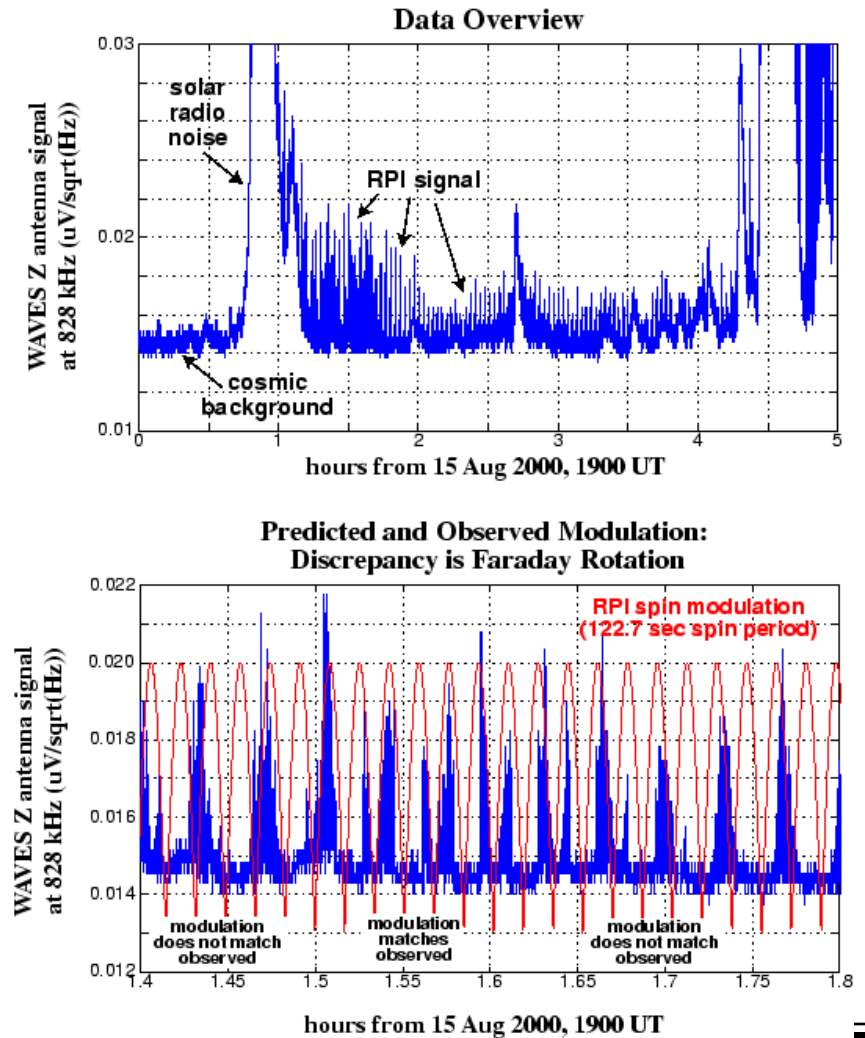 Data Overview
WAVES Z antenna signal
at 828 kHz (uV/sqrt(Hz))
0.03
0.02
0.01
solar
radio
noise
RPI signal
cosmic
background
0 1 2 3 4 5
hours from 15 Aug 2000, 1900 UT
Predicted and Observed Modulation:
Discrepancy is Faraday Rotation
WAVES Z antenna signal
at 828 kHz (uV/sqrt(Hz))
0.022
0.020
0.018
0.016
0.014
0.012
RPI spin modulation
(122.7 sec spin period)
modulation
does not match
observed
modulation
matches
observed
modulation
does not match
observed
1.4 1.45 1.5 1.55 1.6 1.65 1.7 1.75 1.8
hours from 15 Aug 2000, 1900 UT